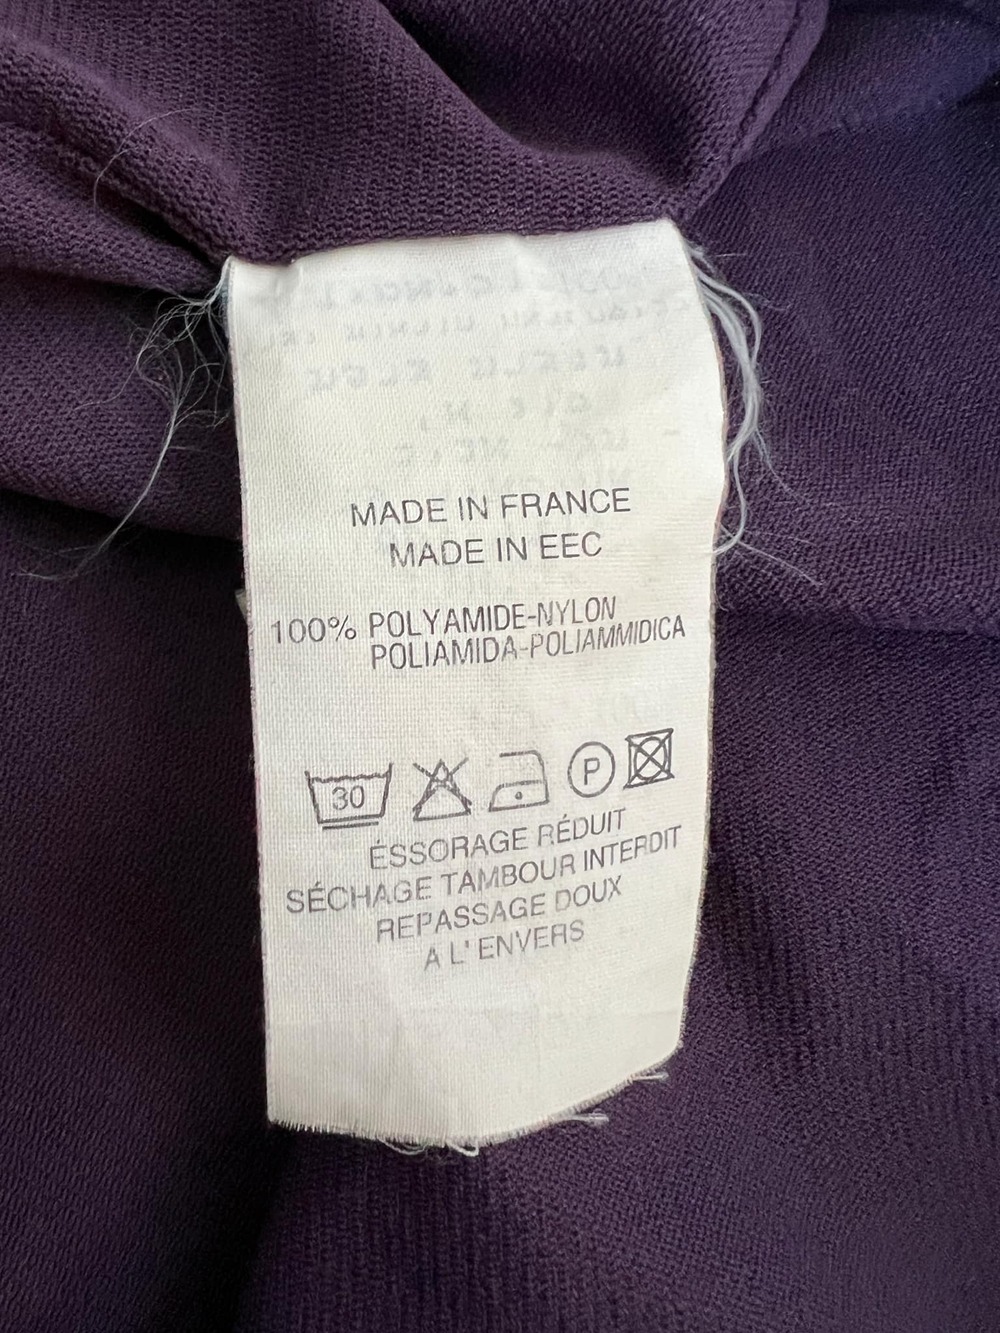 MADE IN FRANCE
MADE IN EEC
100% POLYAMIDE-NYLON
POLIAMIDA-POLIAMMIDICA
30 P
ÉSSORAGE RÉDUIT
SÉCHAGE TAMBOUR INTERDIT
REPASSAGE DOUX
A L' ENVERS